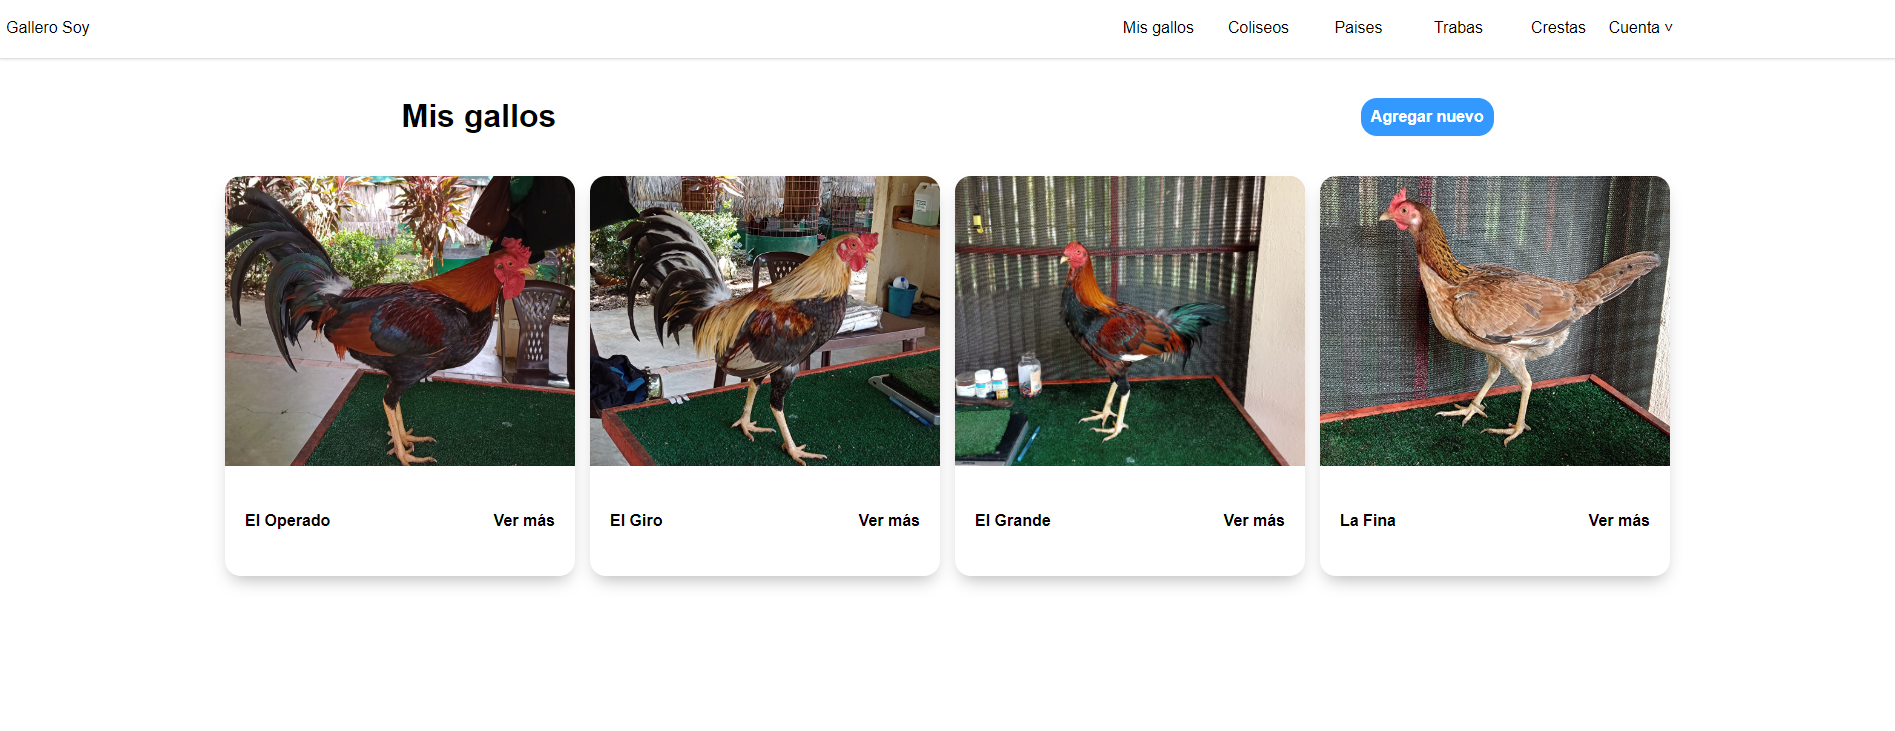 Gallero Soy Mis gallos Coliseos Paises Trabas Crestas Cuenta v
Mis gallos Agregar nuevo
El Operado Ver más El Giro Ver más El Grande Ver más La Fina Ver más